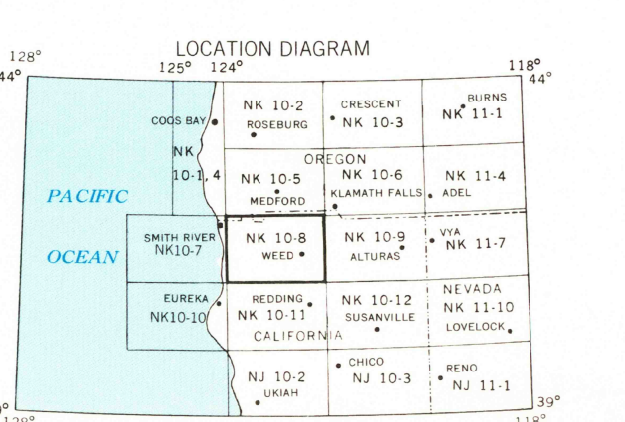 LOCATION DIAGRAM
128° 125° 124° 118°
44° 44°
NK 10-2
ROSEBURG
CRESCENT
NK 10-3
BURNS
NK 11-1
COOS BAY
NK
10-1, 4
OREGON
NK 10-5
MEDFORD
NK 10-6
KLAMATH FALLS
NK 11-4
ADEL
PACIFIC
OCEAN
SMITH RIVER
NK10-7
NK 10-8
WEED
NK 10-9
ALTURAS
VYA
NK 11-7
EUREKA
NK10-10
REDDING
NK 10-11
NK 10-12
SUSANVILLE
NEVADA
NK 11-10
LOVELOCK
CALIFORNIA
NJ 10-2
UKIAH
CHICO
NJ 10-3
RENO
NJ 11-1
39°
128° 118°